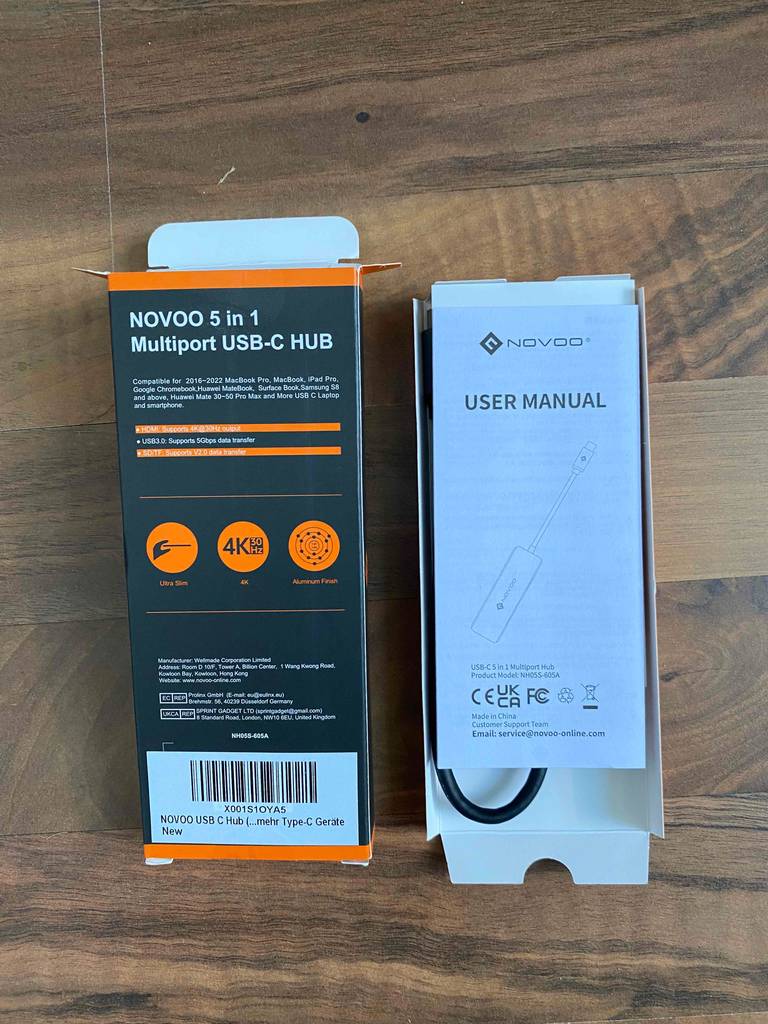 NOVOO 5 in 1
Multiport USB-C HUB
Compatible for 2016~2022 MacBook Pro, MacBook, iPad Pro,
Google Chromebook,Huawei MateBook, Surface Book,Samsung S8
and above, Huawei Mate 30~50 Pro Max and More USB C Laptop
and smartphone.
● HDMI: Supports 4K@30Hz output
● USB3.0: Supports 5Gbps data transfer
● SD/TF: Supports V2.0 data transfer
4K 30 Hz
Ultra Slim
4K
Aluminum Finish
Manufacturer: Wellmade Corporation Limited
Address: Room D 10/F, Tower A, Billion Center, 1 Wang Kwong Road,
Kowloon Bay, Kowloon, Hong Kong
Website: www.novoo-online.com
EC REP Prolinx GmbH (E-mail: eu@eulinx.eu)
Brehmstr. 56, 40239 Düsseldorf Germany
UKCA REP SPRINT GADGET LTD (sprintgadget@gmail.com)
8 Standard Road, London, NW10 6EU, United Kingdom
NH05S-605A
X001S1OYA5
NOVOO USB C Hub (...mehr Type-C Geräte
New
NOVOO®
USER MANUAL
NOVOO
USB-C 5 in 1 Multiport Hub
Product Model: NH05S-605A
CE UK CA FC
Made in China
Customer Support Team
Email: service@novoo-online.com